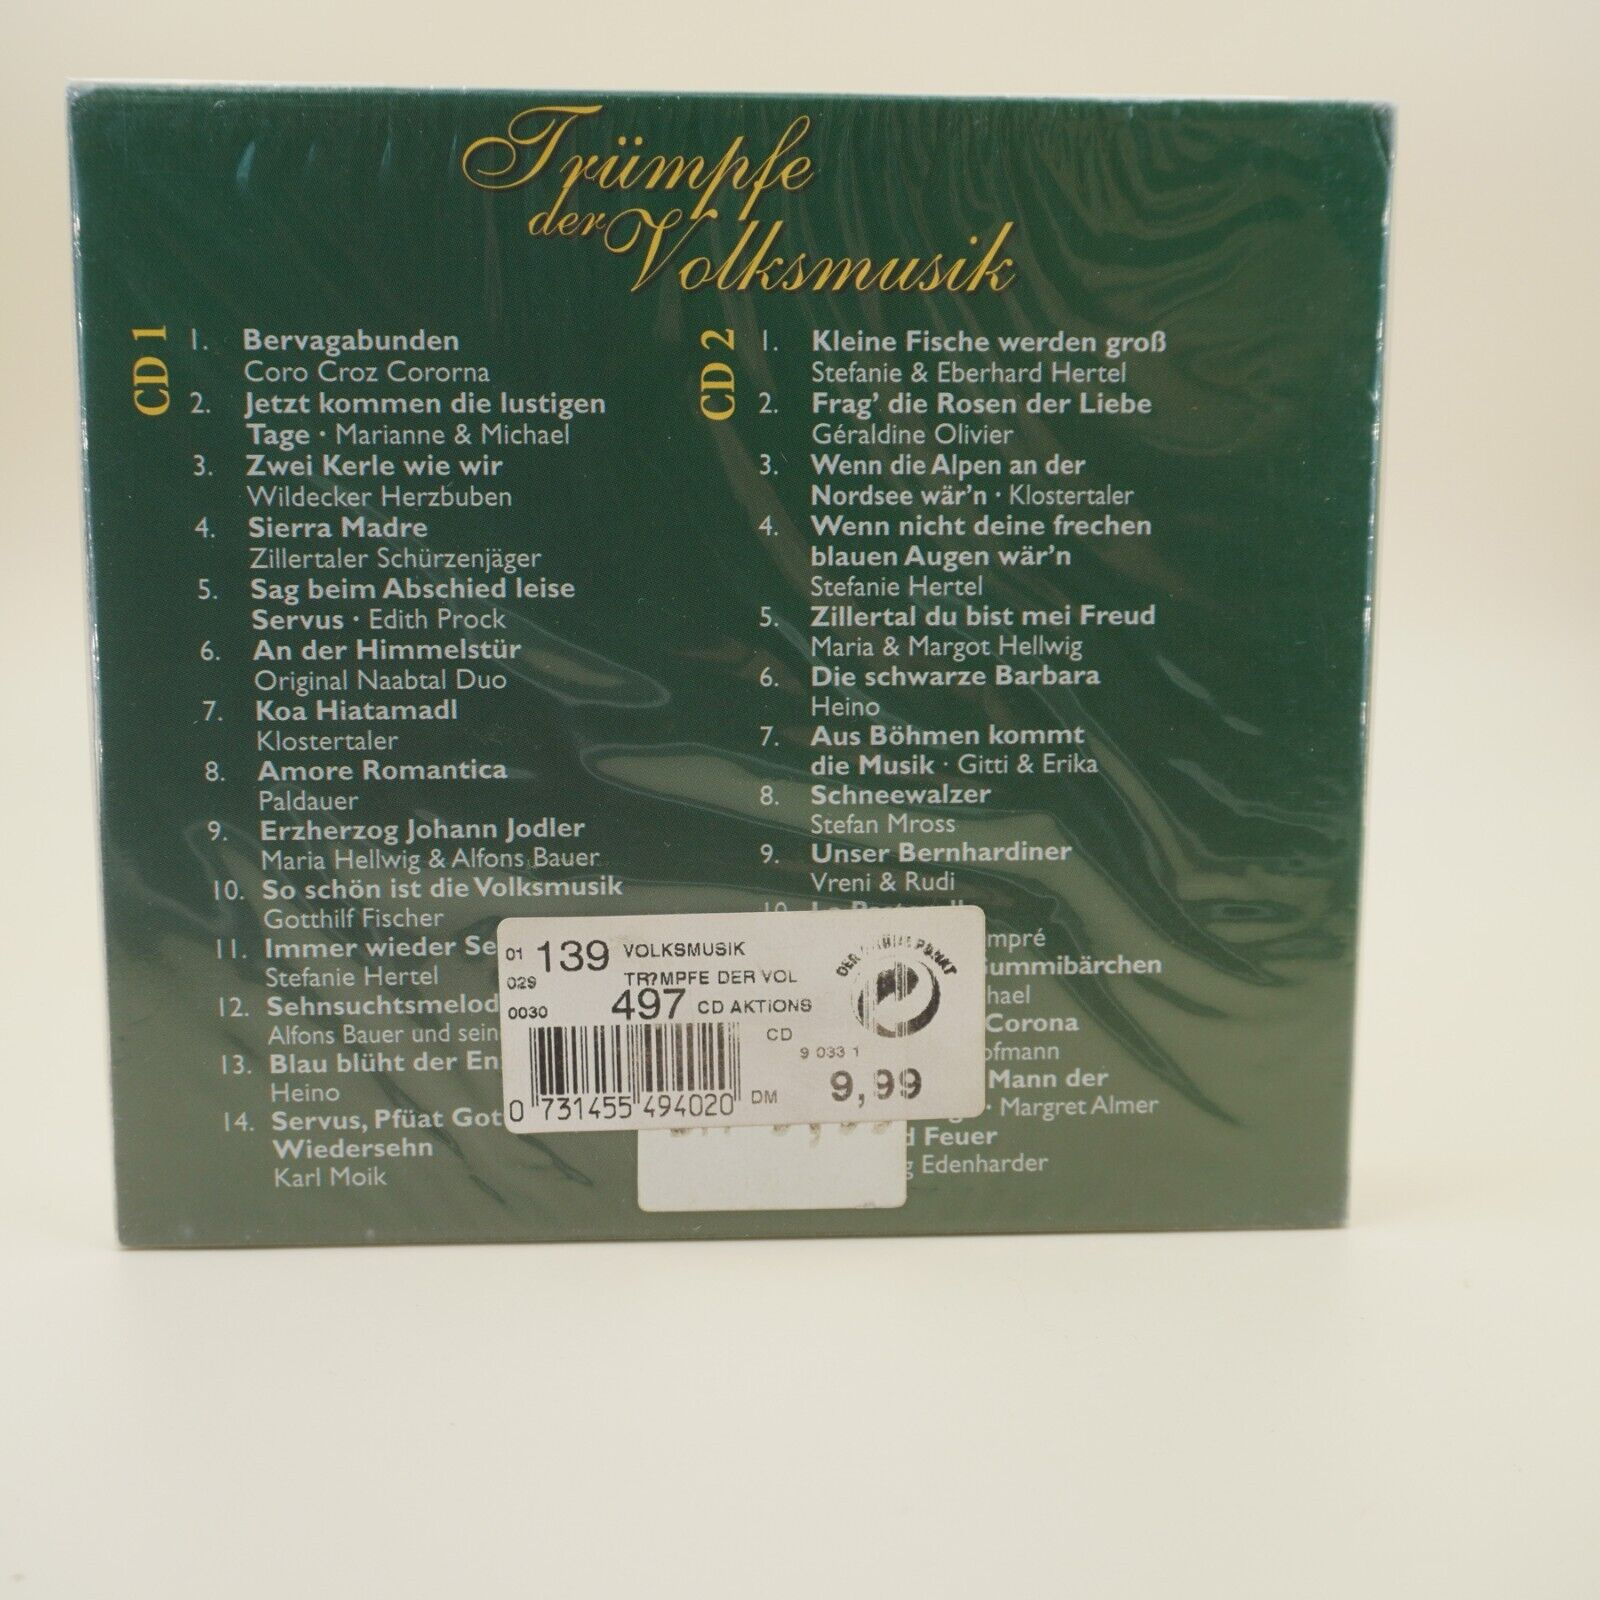 Trümpfe
der Volksmusik
CD 1
1. Bervagabunden
Coro Croz Cororna
2. Jetzt kommen die lustigen
Tage · Marianne & Michael
3. Zwei Kerle wie wir
Wildecker Herzbuben
4. Sierra Madre
Zillertaler Schürzenjäger
5. Sag beim Abschied leise
Servus · Edith Prock
6. An der Himmelstür
Original Naabtal Duo
7. Koa Hiatamadl
Klostertaler
8. Amore Romantica
Paldauer
9. Erzherzog Johann Jodler
Maria Hellwig & Alfons Bauer
10. So schön ist die Volksmusik
Gotthilf Fischer
11. Immer wieder Se
Stefanie Hertel
12. Sehnsuchtsmelod
Alfons Bauer und sein
13. Blau blüht der En
Heino
14. Servus, Pfüat Got
Wiedersehn
Karl Moik
CD 2
1. Kleine Fische werden groß
Stefanie & Eberhard Hertel
2. Frag' die Rosen der Liebe
Géraldine Olivier
3. Wenn die Alpen an der
Nordsee wär'n · Klostertaler
4. Wenn nicht deine frechen
blauen Augen wär'n
Stefanie Hertel
5. Zillertal du bist mei Freud
Maria & Margot Hellwig
6. Die schwarze Barbara
Heino
7. Aus Böhmen kommt
die Musik · Gitti & Erika
8. Schneewalzer
Stefan Mross
9. Unser Bernhardiner
Vreni & Rudi
mpré
ummibärchen
hael
Corona
ofmann
Mann der
· Margret Almer
d Feuer
g Edenharder
01 139 VOLKSMUSIK
029 TR?MPFE DER VOL
0030 497 CD AKTIONS
CD
9 033 1
DM 9,99
0 731455 494020